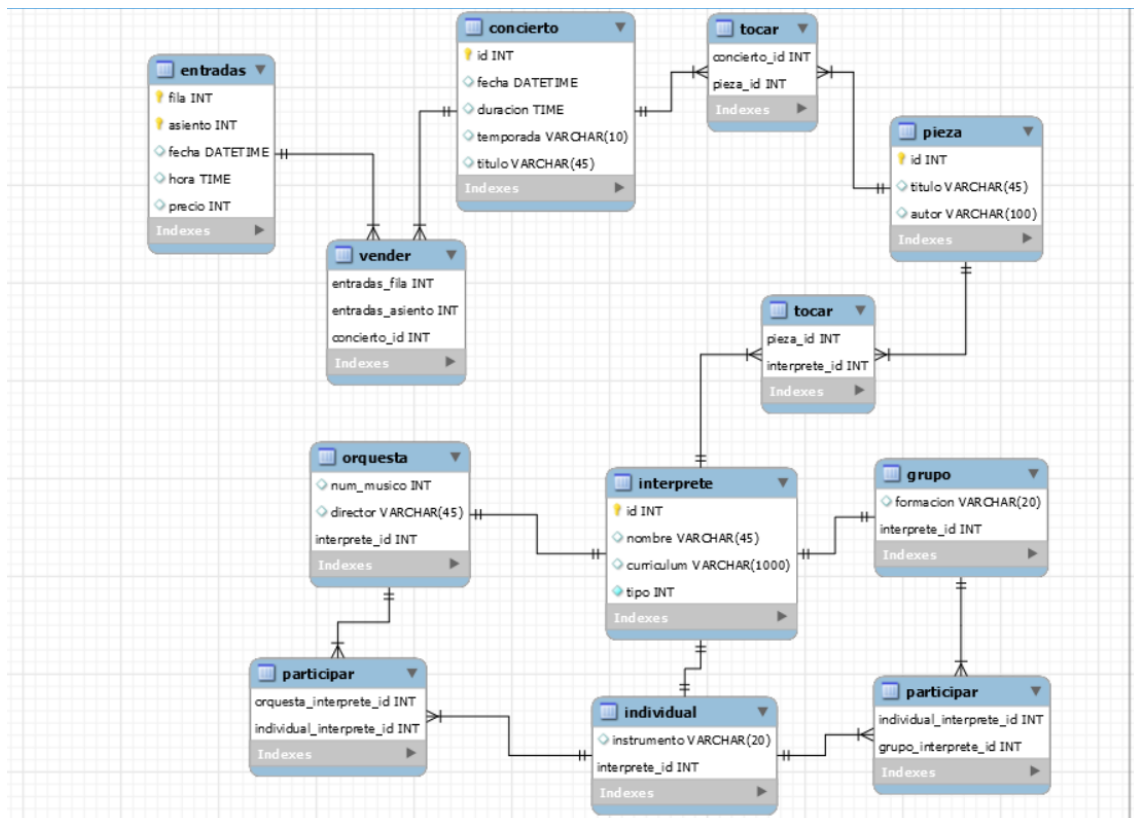 entradas
fila INT
asiento INT
fecha DATETIME
hora TIME
precio INT
Indexes
concierto
id INT
fecha DATETIME
duracion TIME
temporada VARCHAR(10)
titulo VARCHAR(45)
Indexes
tocar
concierto_id INT
pieza_id INT
Indexes
pieza
id INT
titulo VARCHAR(45)
autor VARCHAR(100)
Indexes
vender
entradas_fila INT
entradas_asiento INT
concierto_id INT
Indexes
tocar
pieza_id INT
interprete_id INT
Indexes
orquesta
num_musico INT
director VARCHAR(45)
interprete_id INT
Indexes
interprete
id INT
nombre VARCHAR(45)
curriculum VARCHAR(1000)
tipo INT
Indexes
grupo
formacion VARCHAR(20)
interprete_id INT
Indexes
participar
orquesta_interprete_id INT
individual_interprete_id INT
Indexes
individual
instrumento VARCHAR(20)
interprete_id INT
Indexes
participar
individual_interprete_id INT
grupo_interprete_id INT
Indexes